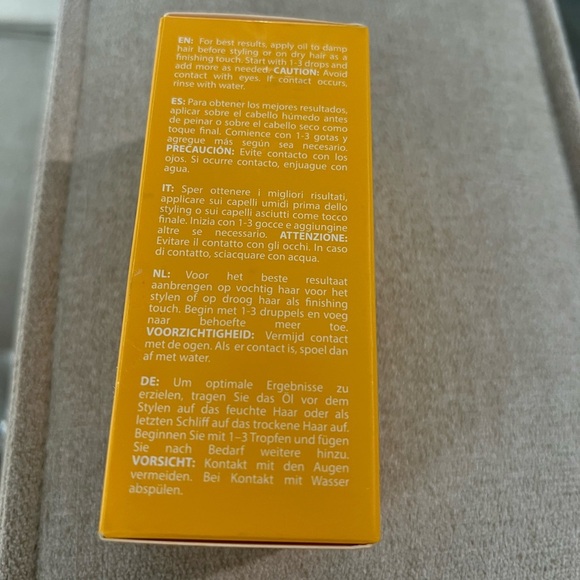 EN: For best results, apply oil to damp
hair before styling or on dry hair as a
finishing touch. Start with 1-3 drops and
add more as needed. CAUTION: Avoid
contact with eyes. If contact occurs,
rinse with water.
ES: Para obtener los mejores resultados,
aplicar sobre el cabello húmedo antes
de peinar o sobre el cabello seco como
toque final. Comience con 1-3 gotas y
agregue más según sea necesario.
PRECAUCIÓN: Evite contacto con los
ojos. Si ocurre contacto, enjuague con
agua.
IT: Sper ottenere i migliori risultati,
applicare sui capelli umidi prima dello
styling o sui capelli asciutti come tocco
finale. Inizia con 1-3 gocce e aggiungine
altre se necessario. ATTENZIONE:
Evitare il contatto con gli occhi. In caso
di contatto, sciacquare con acqua.
NL: Voor het beste resultaat
aanbrengen op vochtig haar voor het
stylen of op droog haar als finishing
touch. Begin met 1-3 druppels en voeg
naar behoefte meer toe.
VOORZICHTIGHEID: Vermijd contact
met de ogen. Als er contact is, spoel dan
af met water.
DE: Um optimale Ergebnisse zu
erzielen, tragen Sie das Öl vor dem
Stylen auf das feuchte Haar oder als
letzten Schliff auf das trockene Haar auf.
Beginnen Sie mit 1–3 Tropfen und fügen
Sie nach Bedarf weitere hinzu.
VORSICHT: Kontakt mit den Augen
vermeiden. Bei Kontakt mit Wasser
abspülen.